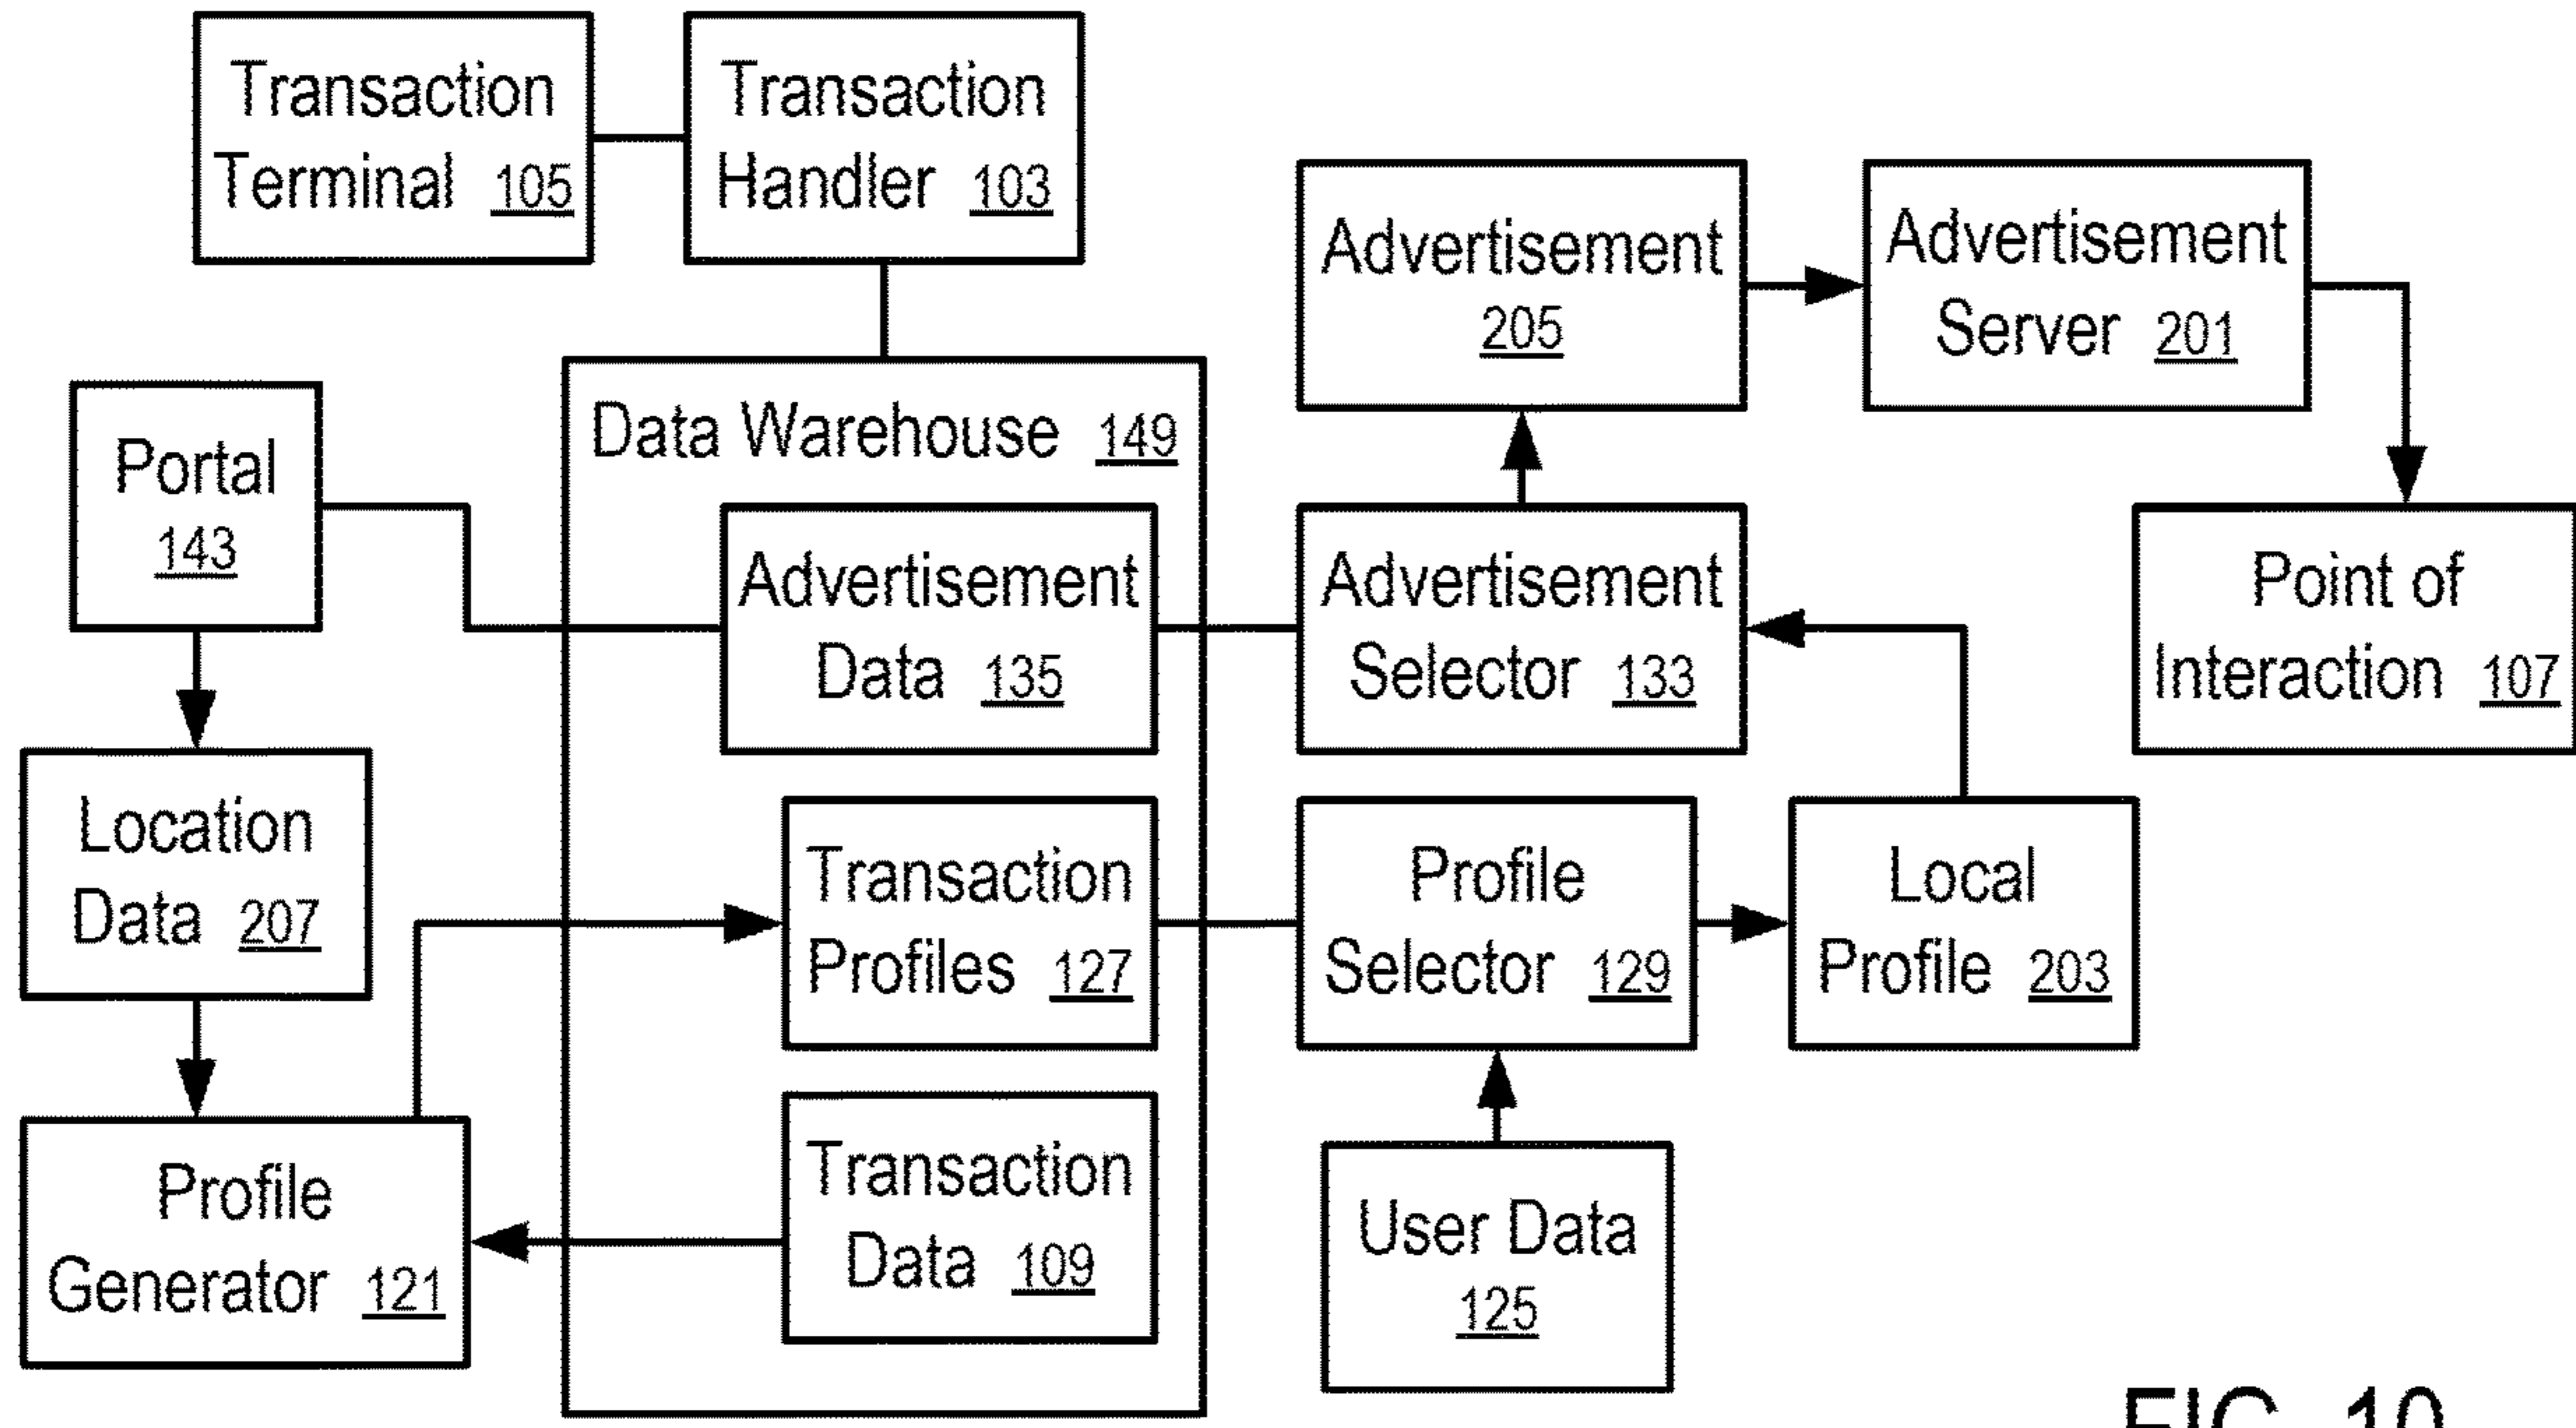 Transaction
Terminal 105
Transaction
Handler 103
Advertisement
205
Advertisement
Server 201
Portal
143
Data Warehouse 149
Advertisement
Data 135
Advertisement
Selector 133
Point of
Interaction 107
Location
Data 207
Transaction
Profiles 127
Profile
Selector 129
Local
Profile 203
Profile
Generator 121
Transaction
Data 109
User Data
125
FIG. 10